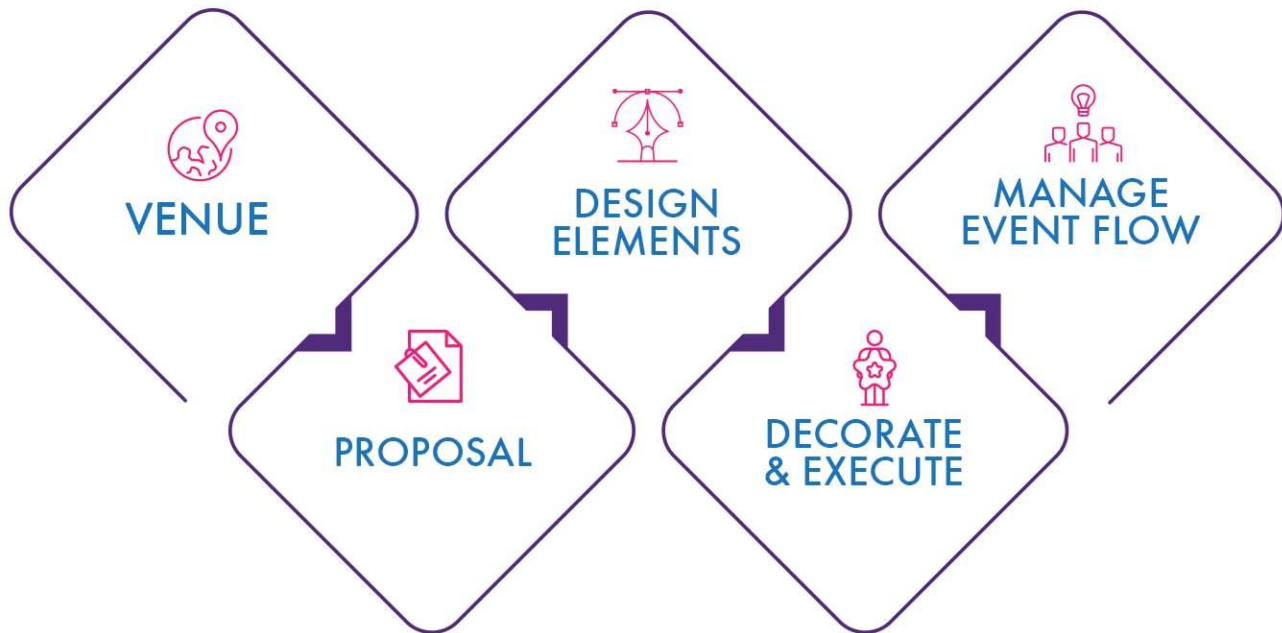 VENUE
PROPOSAL
DESIGN
ELEMENTS
DECORATE
& EXECUTE
MANAGE
EVENT FLOW